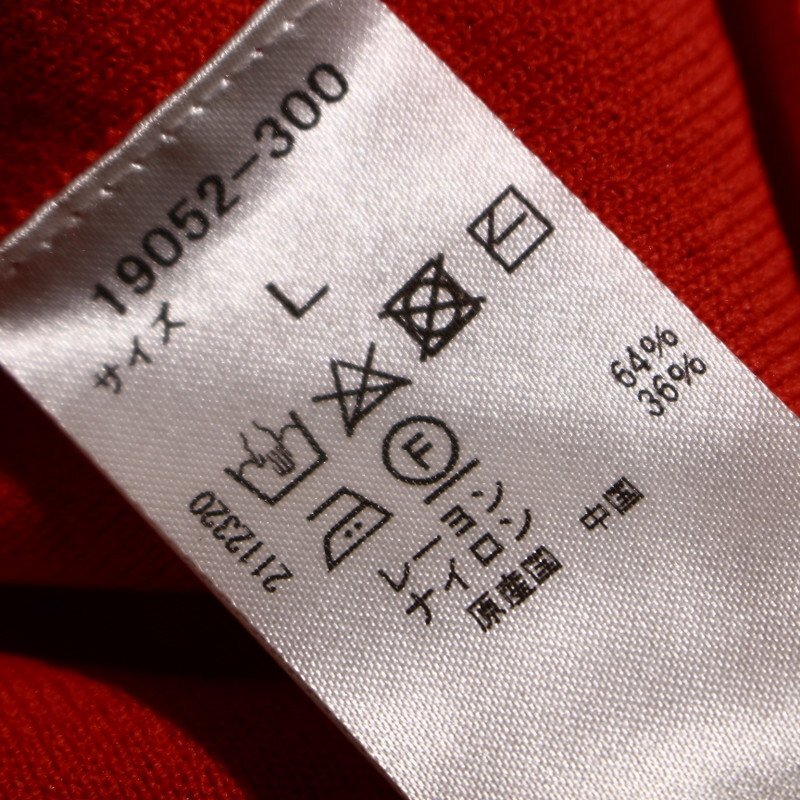 19052-300
サイズ L
F
レーヨン 64%
ナイロン 36%
原産国 中国
2112320